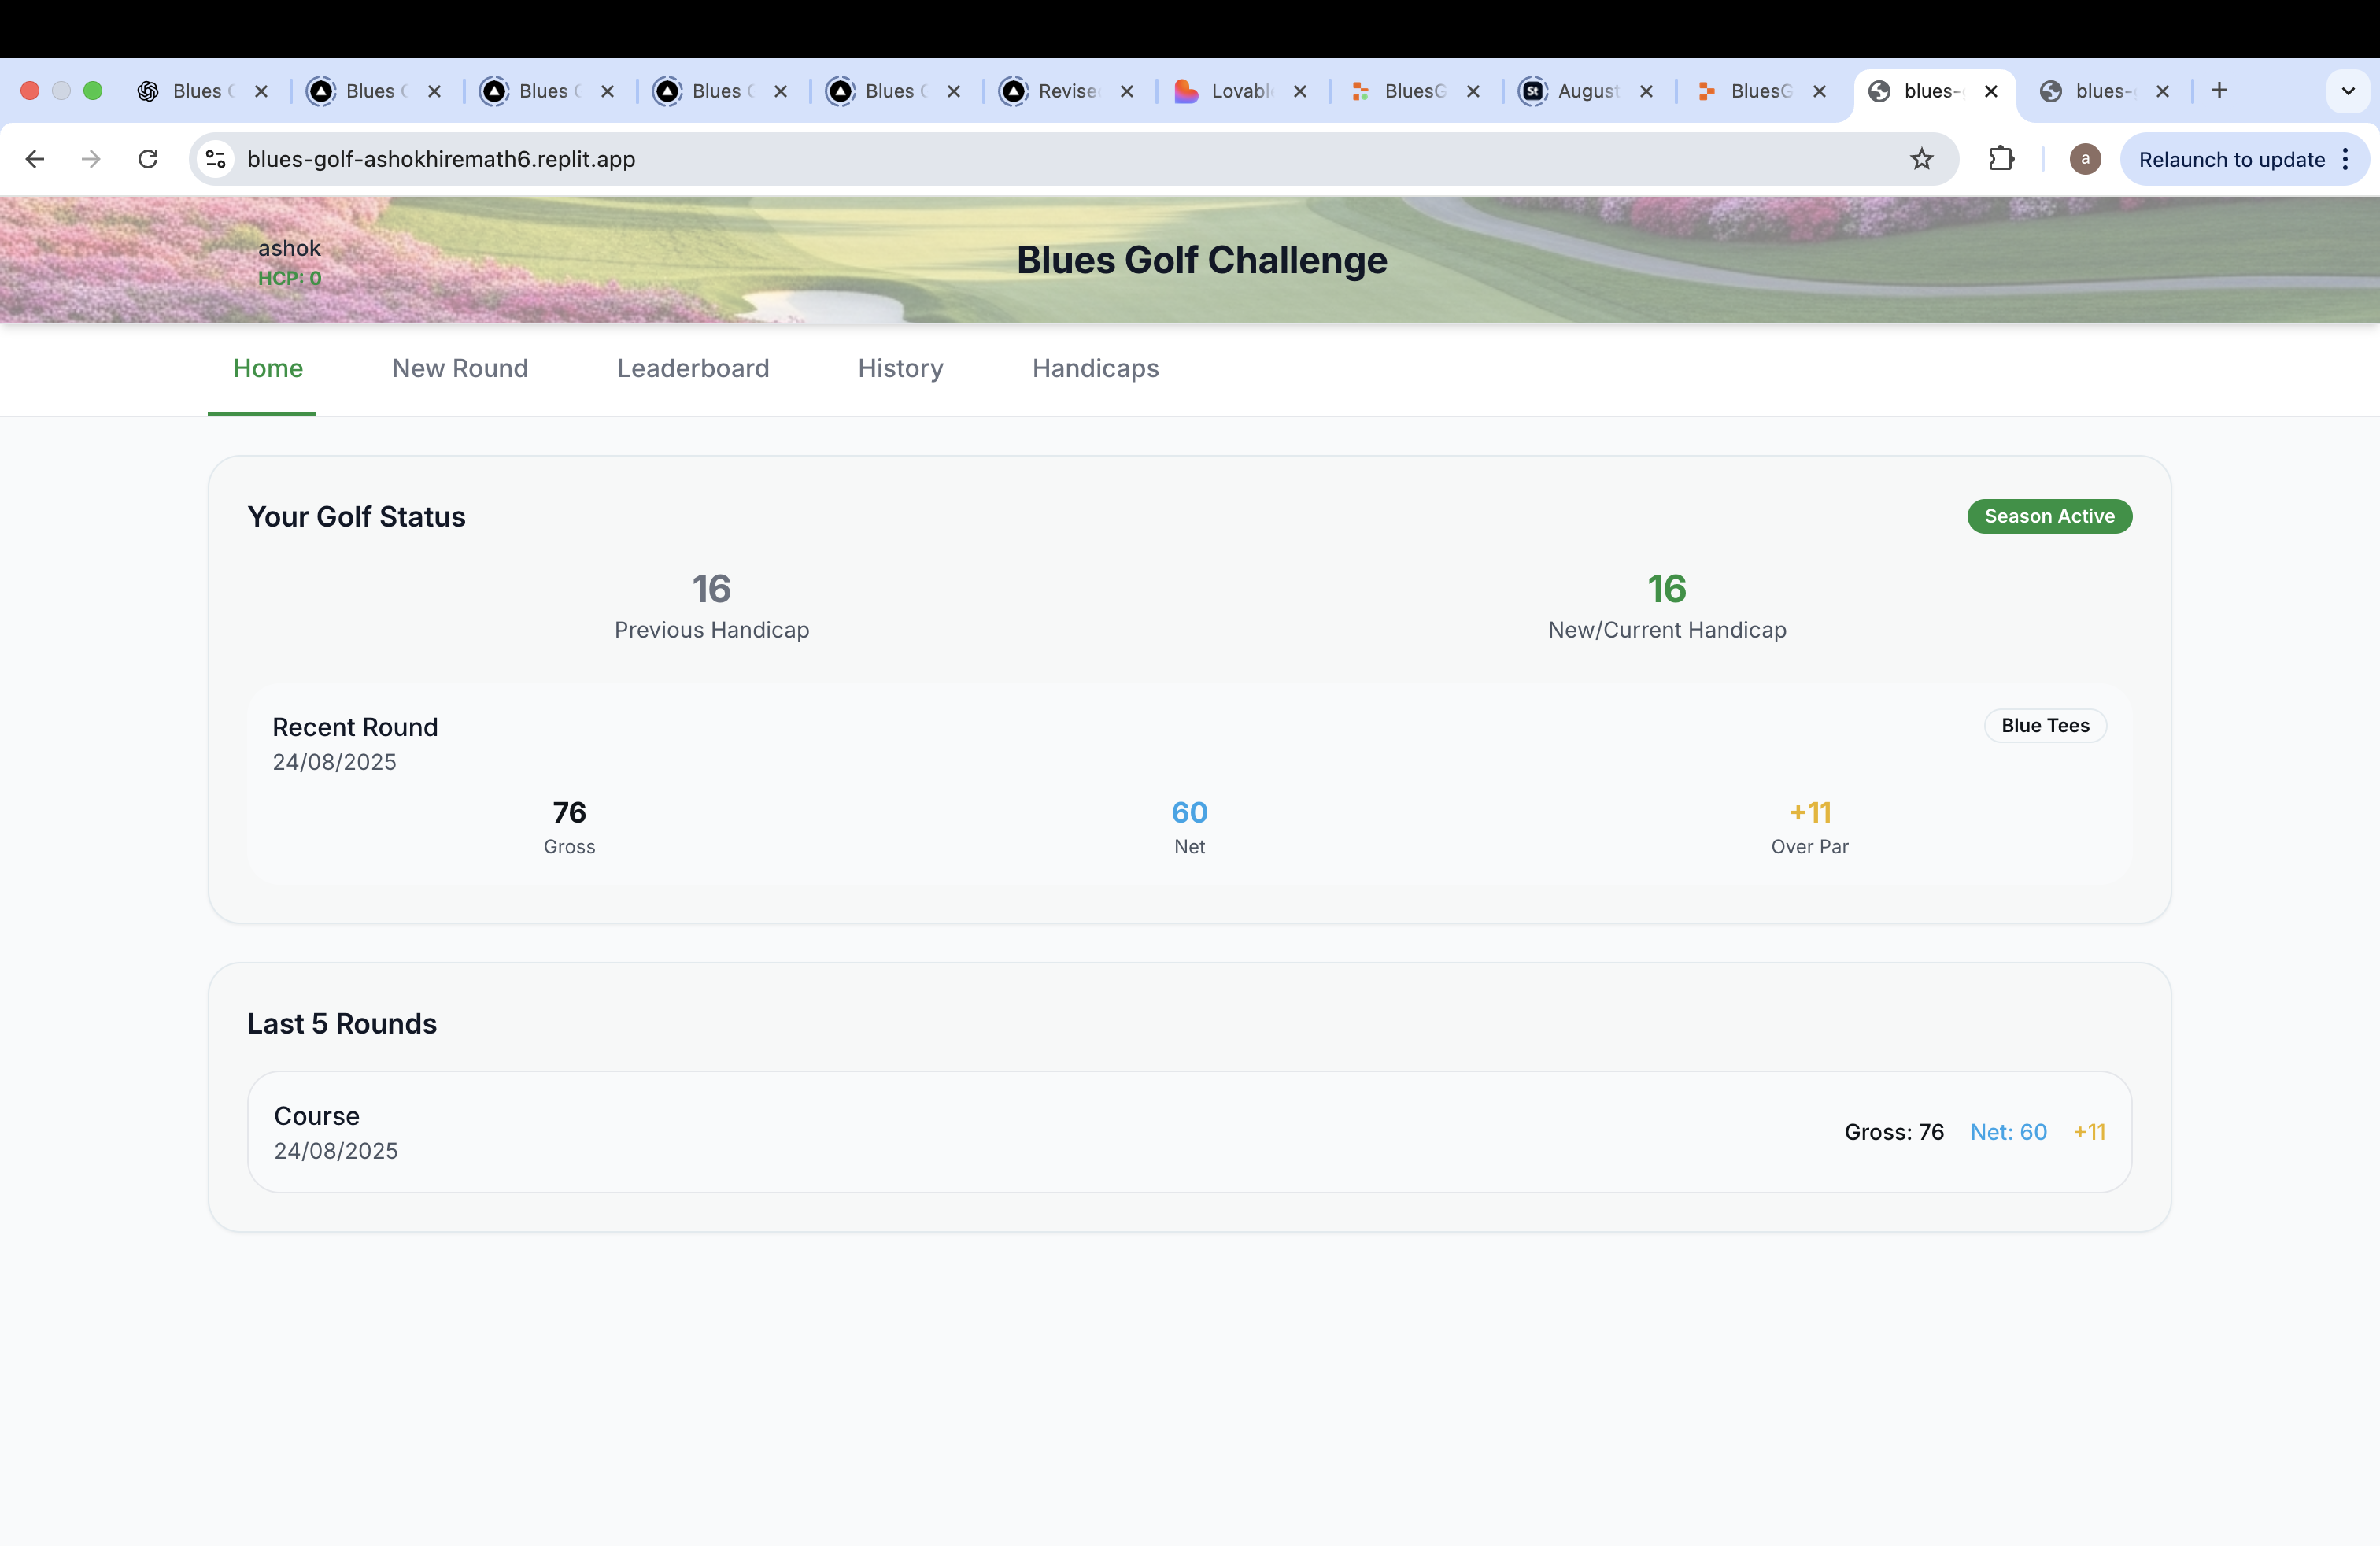 Blues
Blues
Blues
Blues
Blues
Revise
Lovabl
BluesG
St
August
BluesG
blues-
blues-
blues-golf-ashokhiremath6.replit.app
a
Relaunch to update
ashok
HCP: 0
Blues Golf Challenge
Home
New Round
Leaderboard
History
Handicaps
Your Golf Status
Season Active
16
16
Previous Handicap
New/Current Handicap
Recent Round
Blue Tees
24/08/2025
76
60
+11
Gross
Net
Over Par
Last 5 Rounds
Course
24/08/2025
Gross: 76 Net: 60 +11